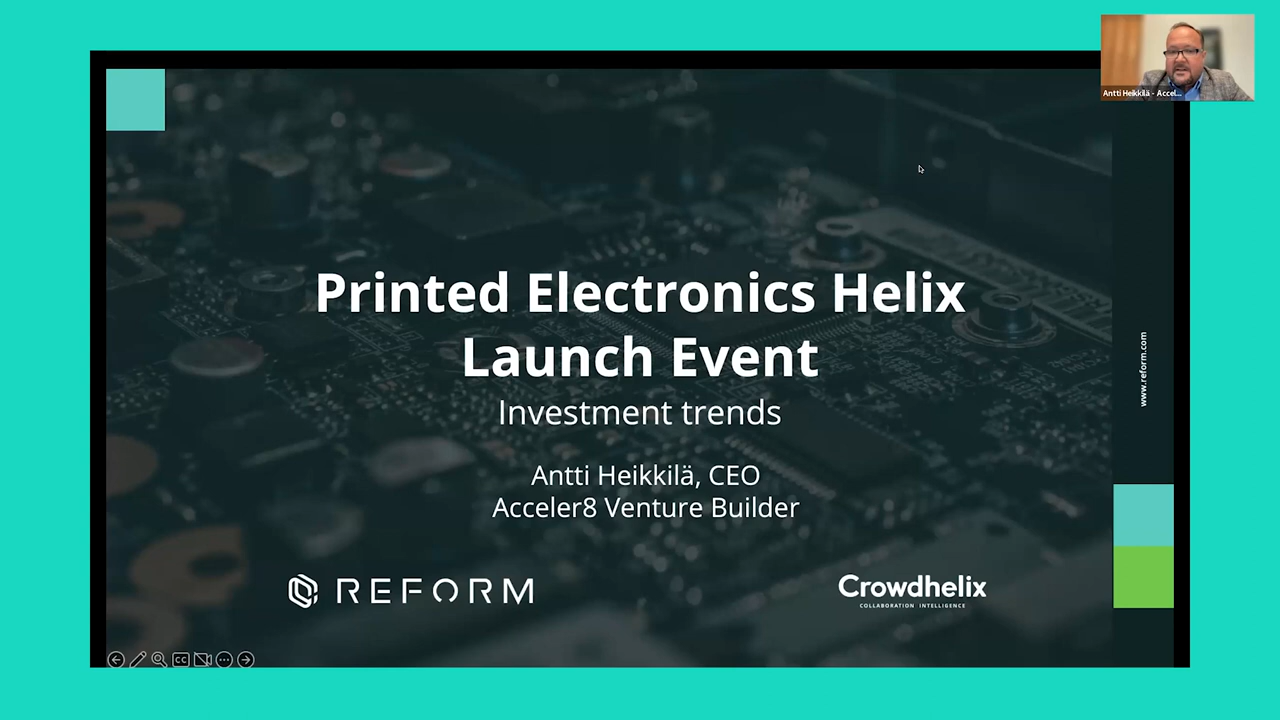 Antti Heikkilä - Accel...
Printed Electronics Helix
Launch Event
Investment trends
Antti Heikkilä, CEO
Acceler8 Venture Builder
REFORM
Crowdhelix
COLLABORATION INTELLIGENCE
www.reform.com
CC